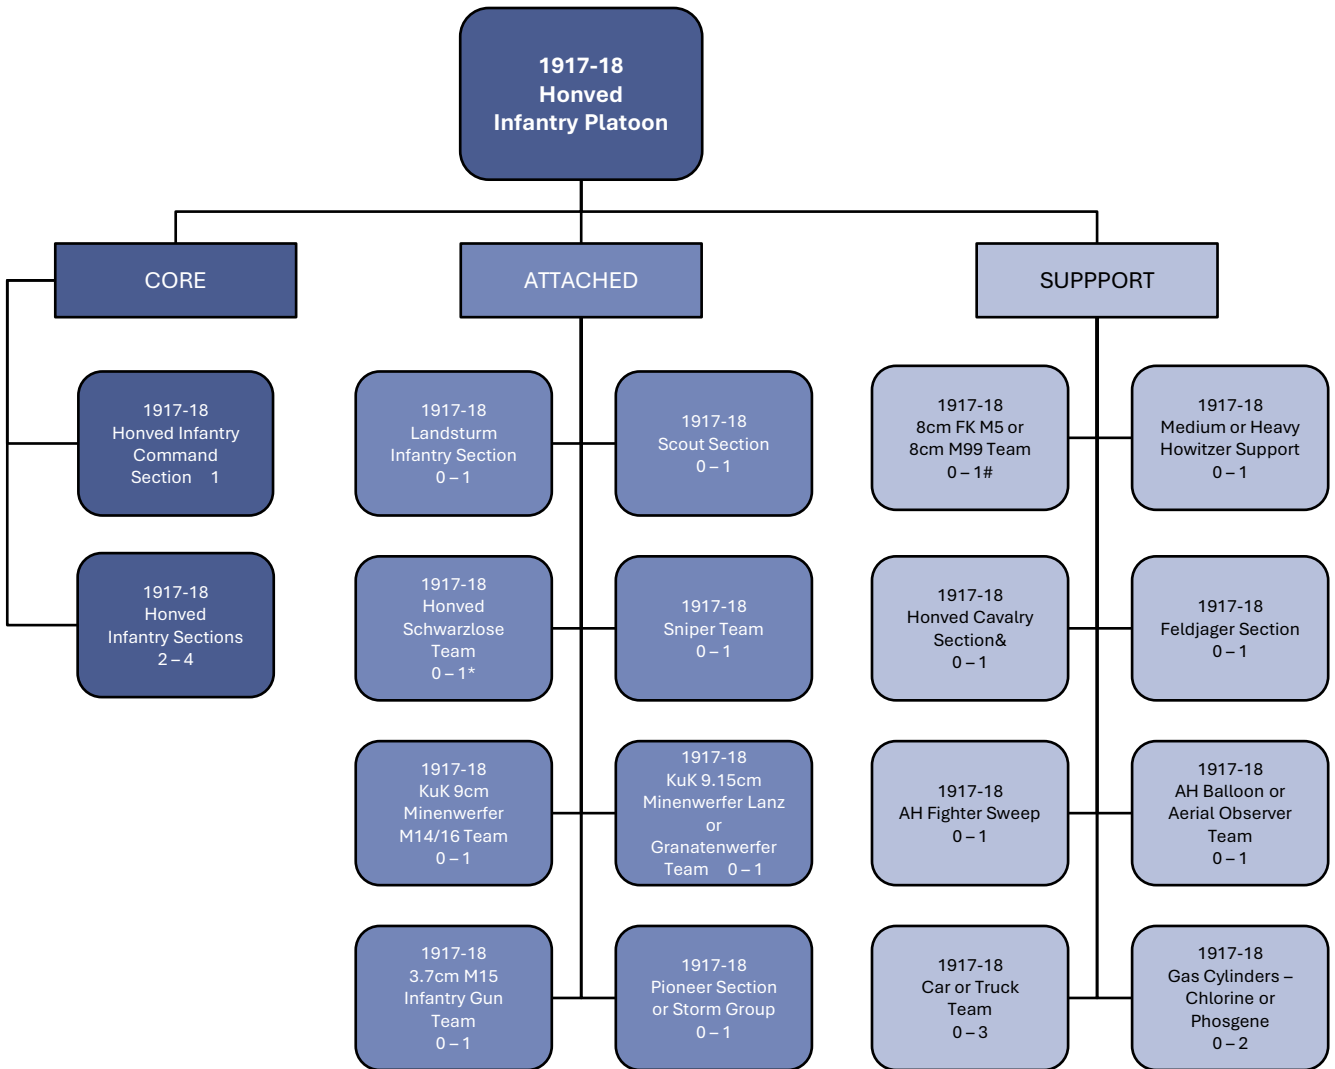 1917-18
Honved
Infantry Platoon
CORE
ATTACHED
SUPPPORT
1917-18
Honved Infantry
Command
Section 1
1917-18
Honved
Infantry Sections
2 – 4
1917-18
Landsturm
Infantry Section
0 – 1
1917-18
Scout Section
0 – 1
1917-18
Honved
Schwarzlose
Team
0 – 1*
1917-18
Sniper Team
0 – 1
1917-18
KuK 9cm
Minenwerfer
M14/16 Team
0 – 1
1917-18
KuK 9.15cm
Minenwerfer Lanz
or
Granatenwerfer
Team 0 – 1
1917-18
3.7cm M15
Infantry Gun
Team
0 – 1
1917-18
Pioneer Section
or Storm Group
0 – 1
1917-18
8cm FK M5 or
8cm M99 Team
0 – 1#
1917-18
Medium or Heavy
Howitzer Support
0 – 1
1917-18
Honved Cavalry
Section&
0 – 1
1917-18
Feldjager Section
0 – 1
1917-18
AH Fighter Sweep
0 – 1
1917-18
AH Balloon or
Aerial Observer
Team
0 – 1
1917-18
Car or Truck
Team
0 – 3
1917-18
Gas Cylinders –
Chlorine or
Phosgene
0 – 2